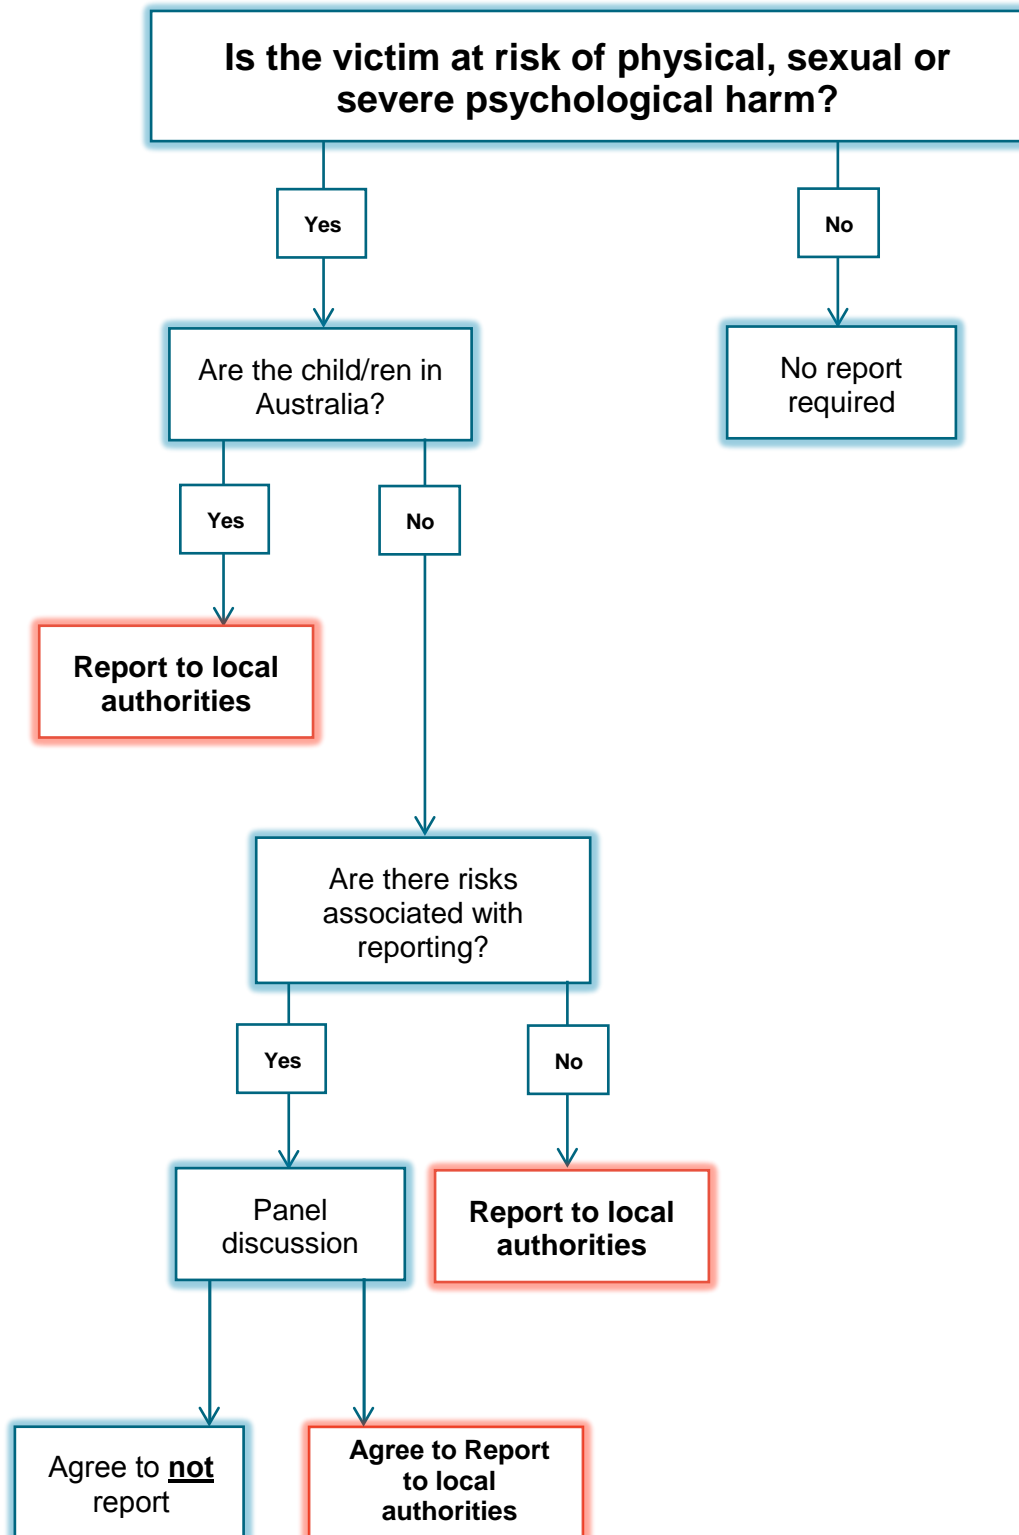 Is the victim at risk of physical, sexual or
severe psychological harm?
Yes
No
Are the child/ren in
Australia?
No report
required
Yes
No
Report to local
authorities
Are there risks
associated with
reporting?
Yes
No
Panel
discussion
Report to local
authorities
Agree to not
report
Agree to Report
to local
authorities